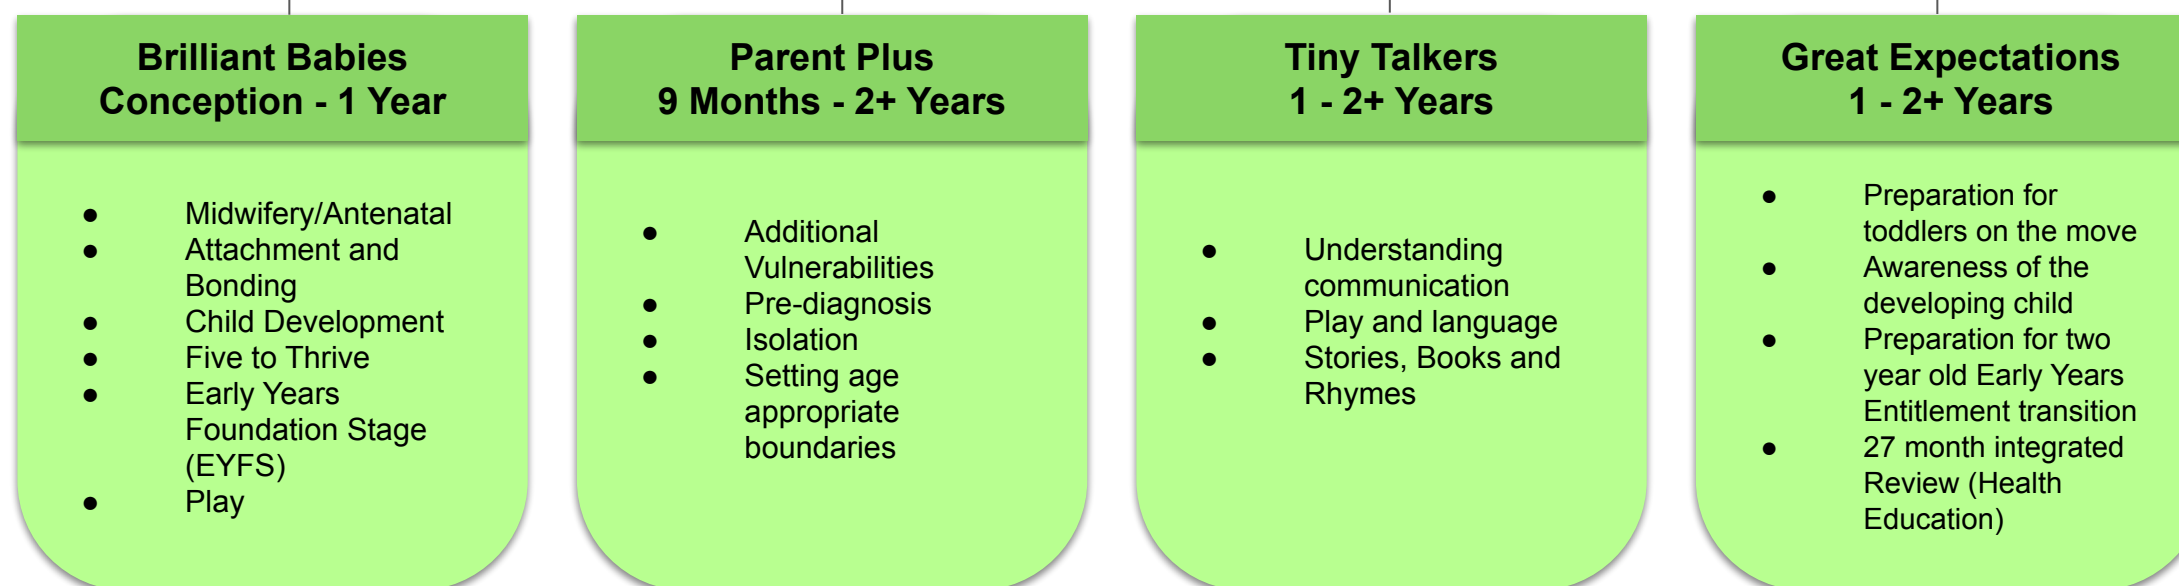 Brilliant Babies
Conception - 1 Year
● Midwifery/Antenatal
● Attachment and
Bonding
● Child Development
● Five to Thrive
● Early Years
Foundation Stage
(EYFS)
● Play
Parent Plus
9 Months - 2+ Years
● Additional
Vulnerabilities
● Pre-diagnosis
● Isolation
● Setting age
appropriate
boundaries
Tiny Talkers
1 - 2+ Years
● Understanding
communication
● Play and language
● Stories, Books and
Rhymes
Great Expectations
1 - 2+ Years
● Preparation for
toddlers on the move
● Awareness of the
developing child
● Preparation for two
year old Early Years
Entitlement transition
● 27 month integrated
Review (Health
Education)